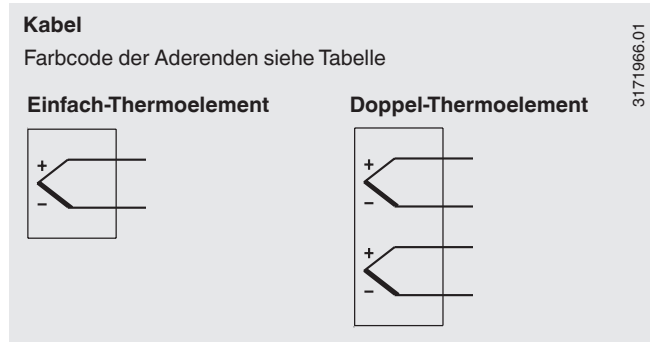 Kabel
Farbcode der Aderenden siehe Tabelle
Einfach-Thermoelement
Doppel-Thermoelement
+
–
+
–
+
–
3171966.01